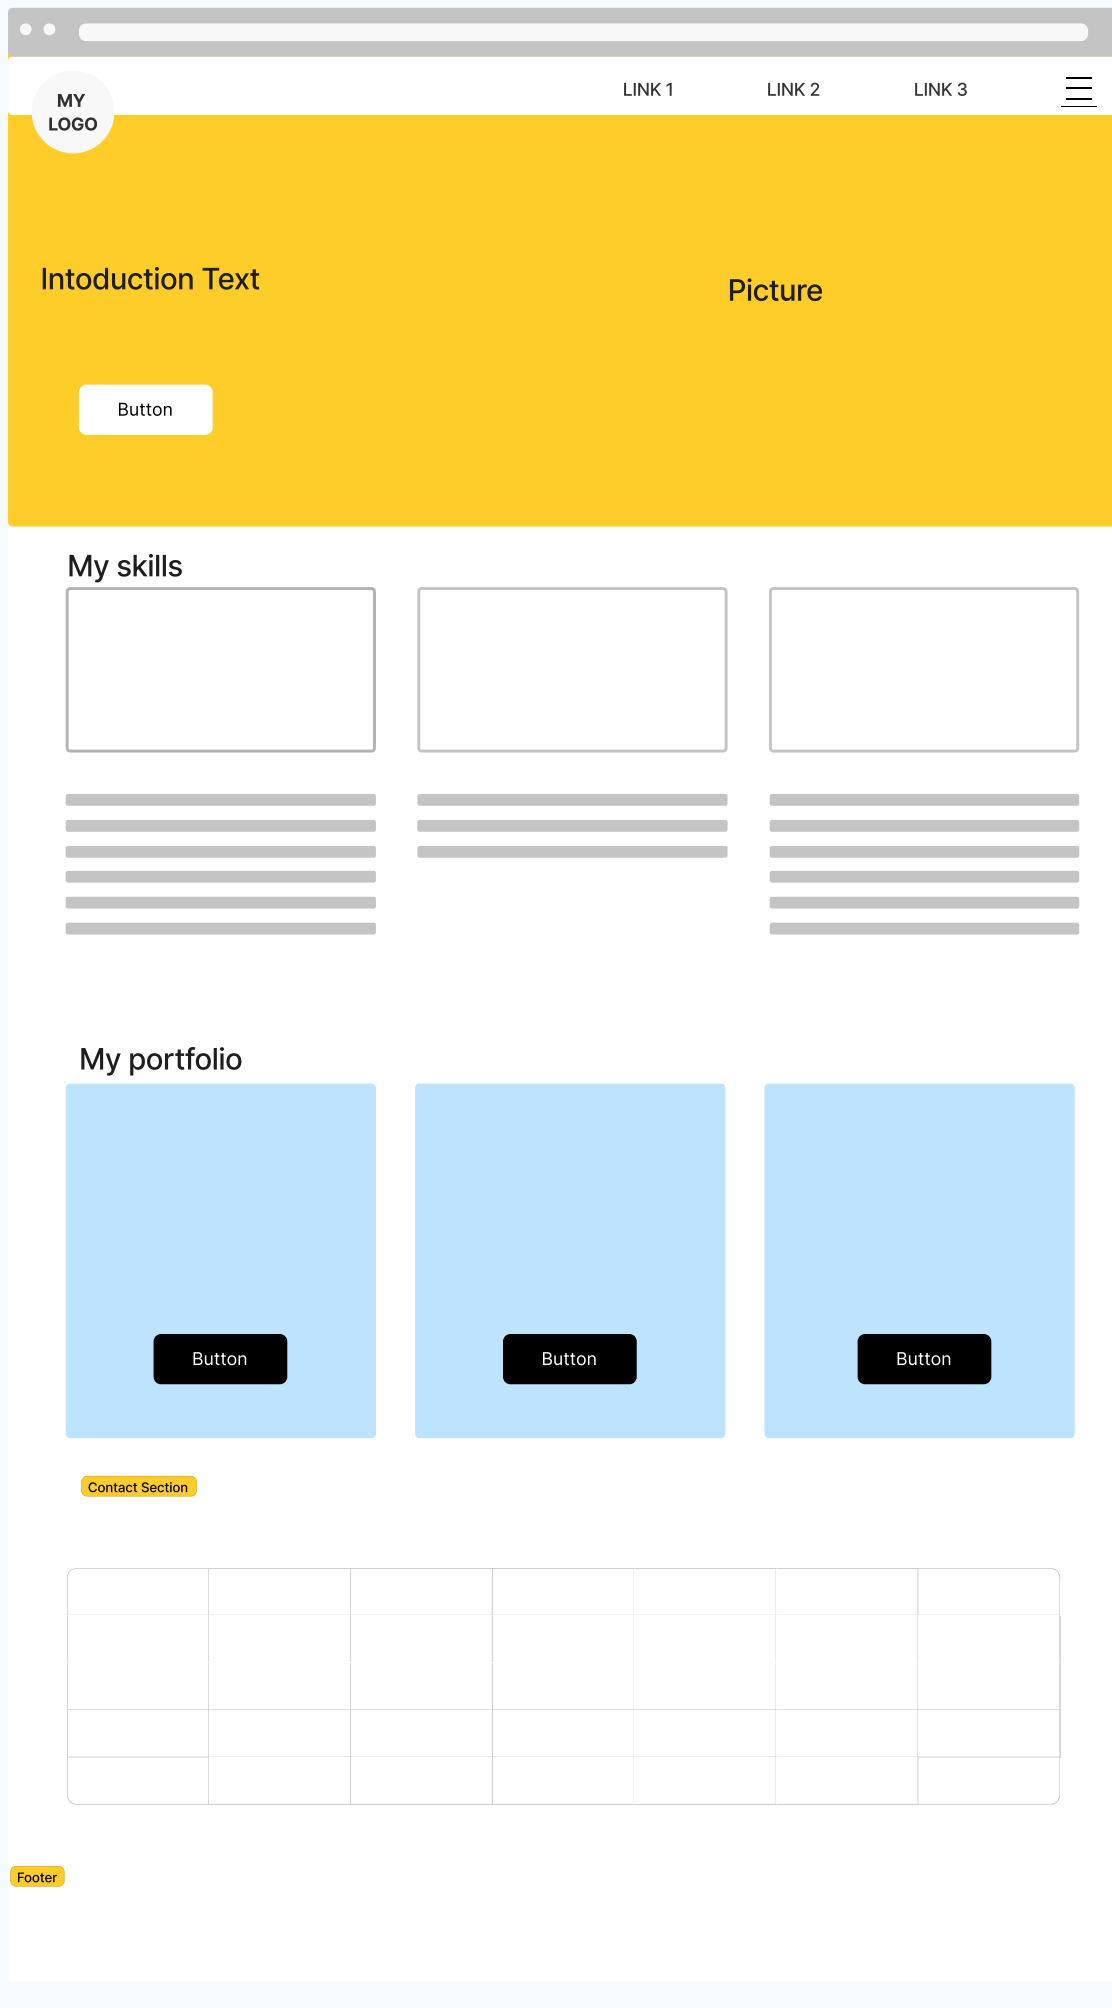 MY
LOGO
LINK 1
LINK 2
LINK 3
Intoduction Text
Picture
Button
My skills
My portfolio
Button
Button
Button
Contact Section
Footer